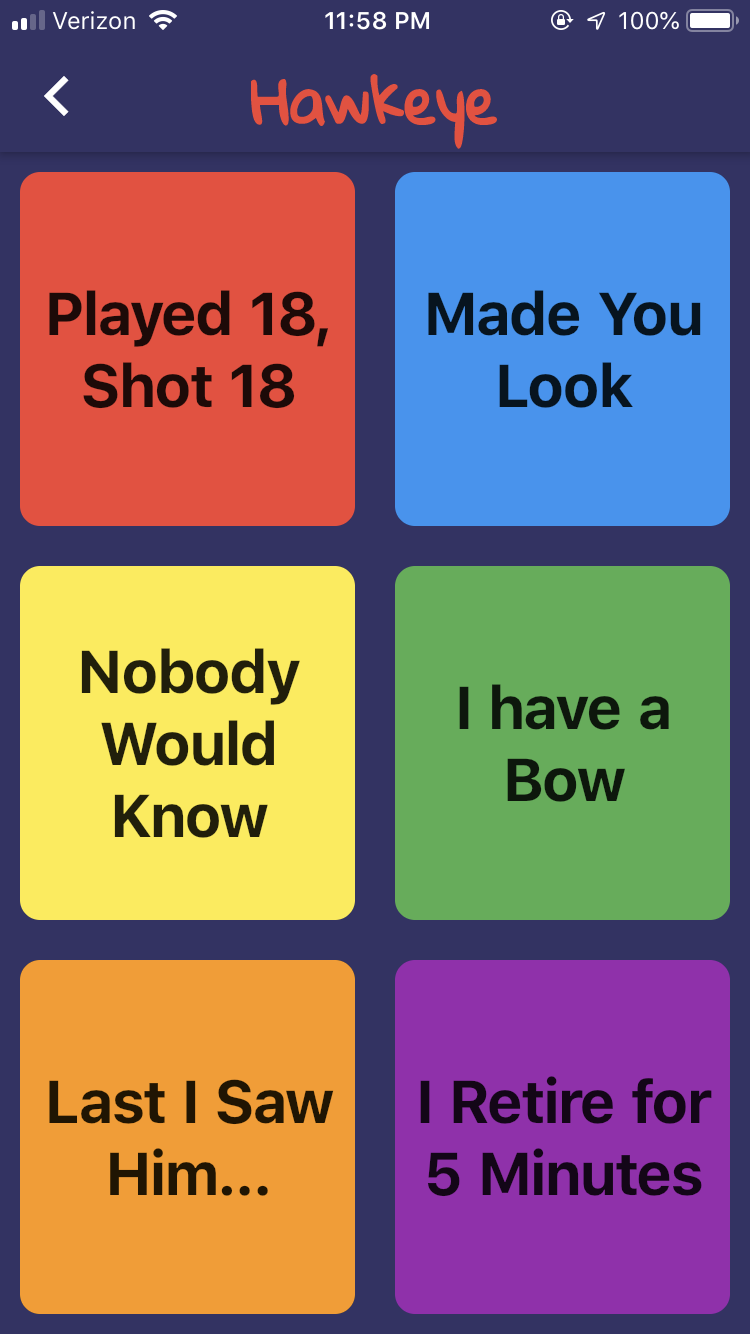 Verizon 11:58 PM 100%
Hawkeye
Played 18,
Shot 18
Made You
Look
Nobody
Would
Know
I have a
Bow
Last I Saw
Him...
I Retire for
5 Minutes